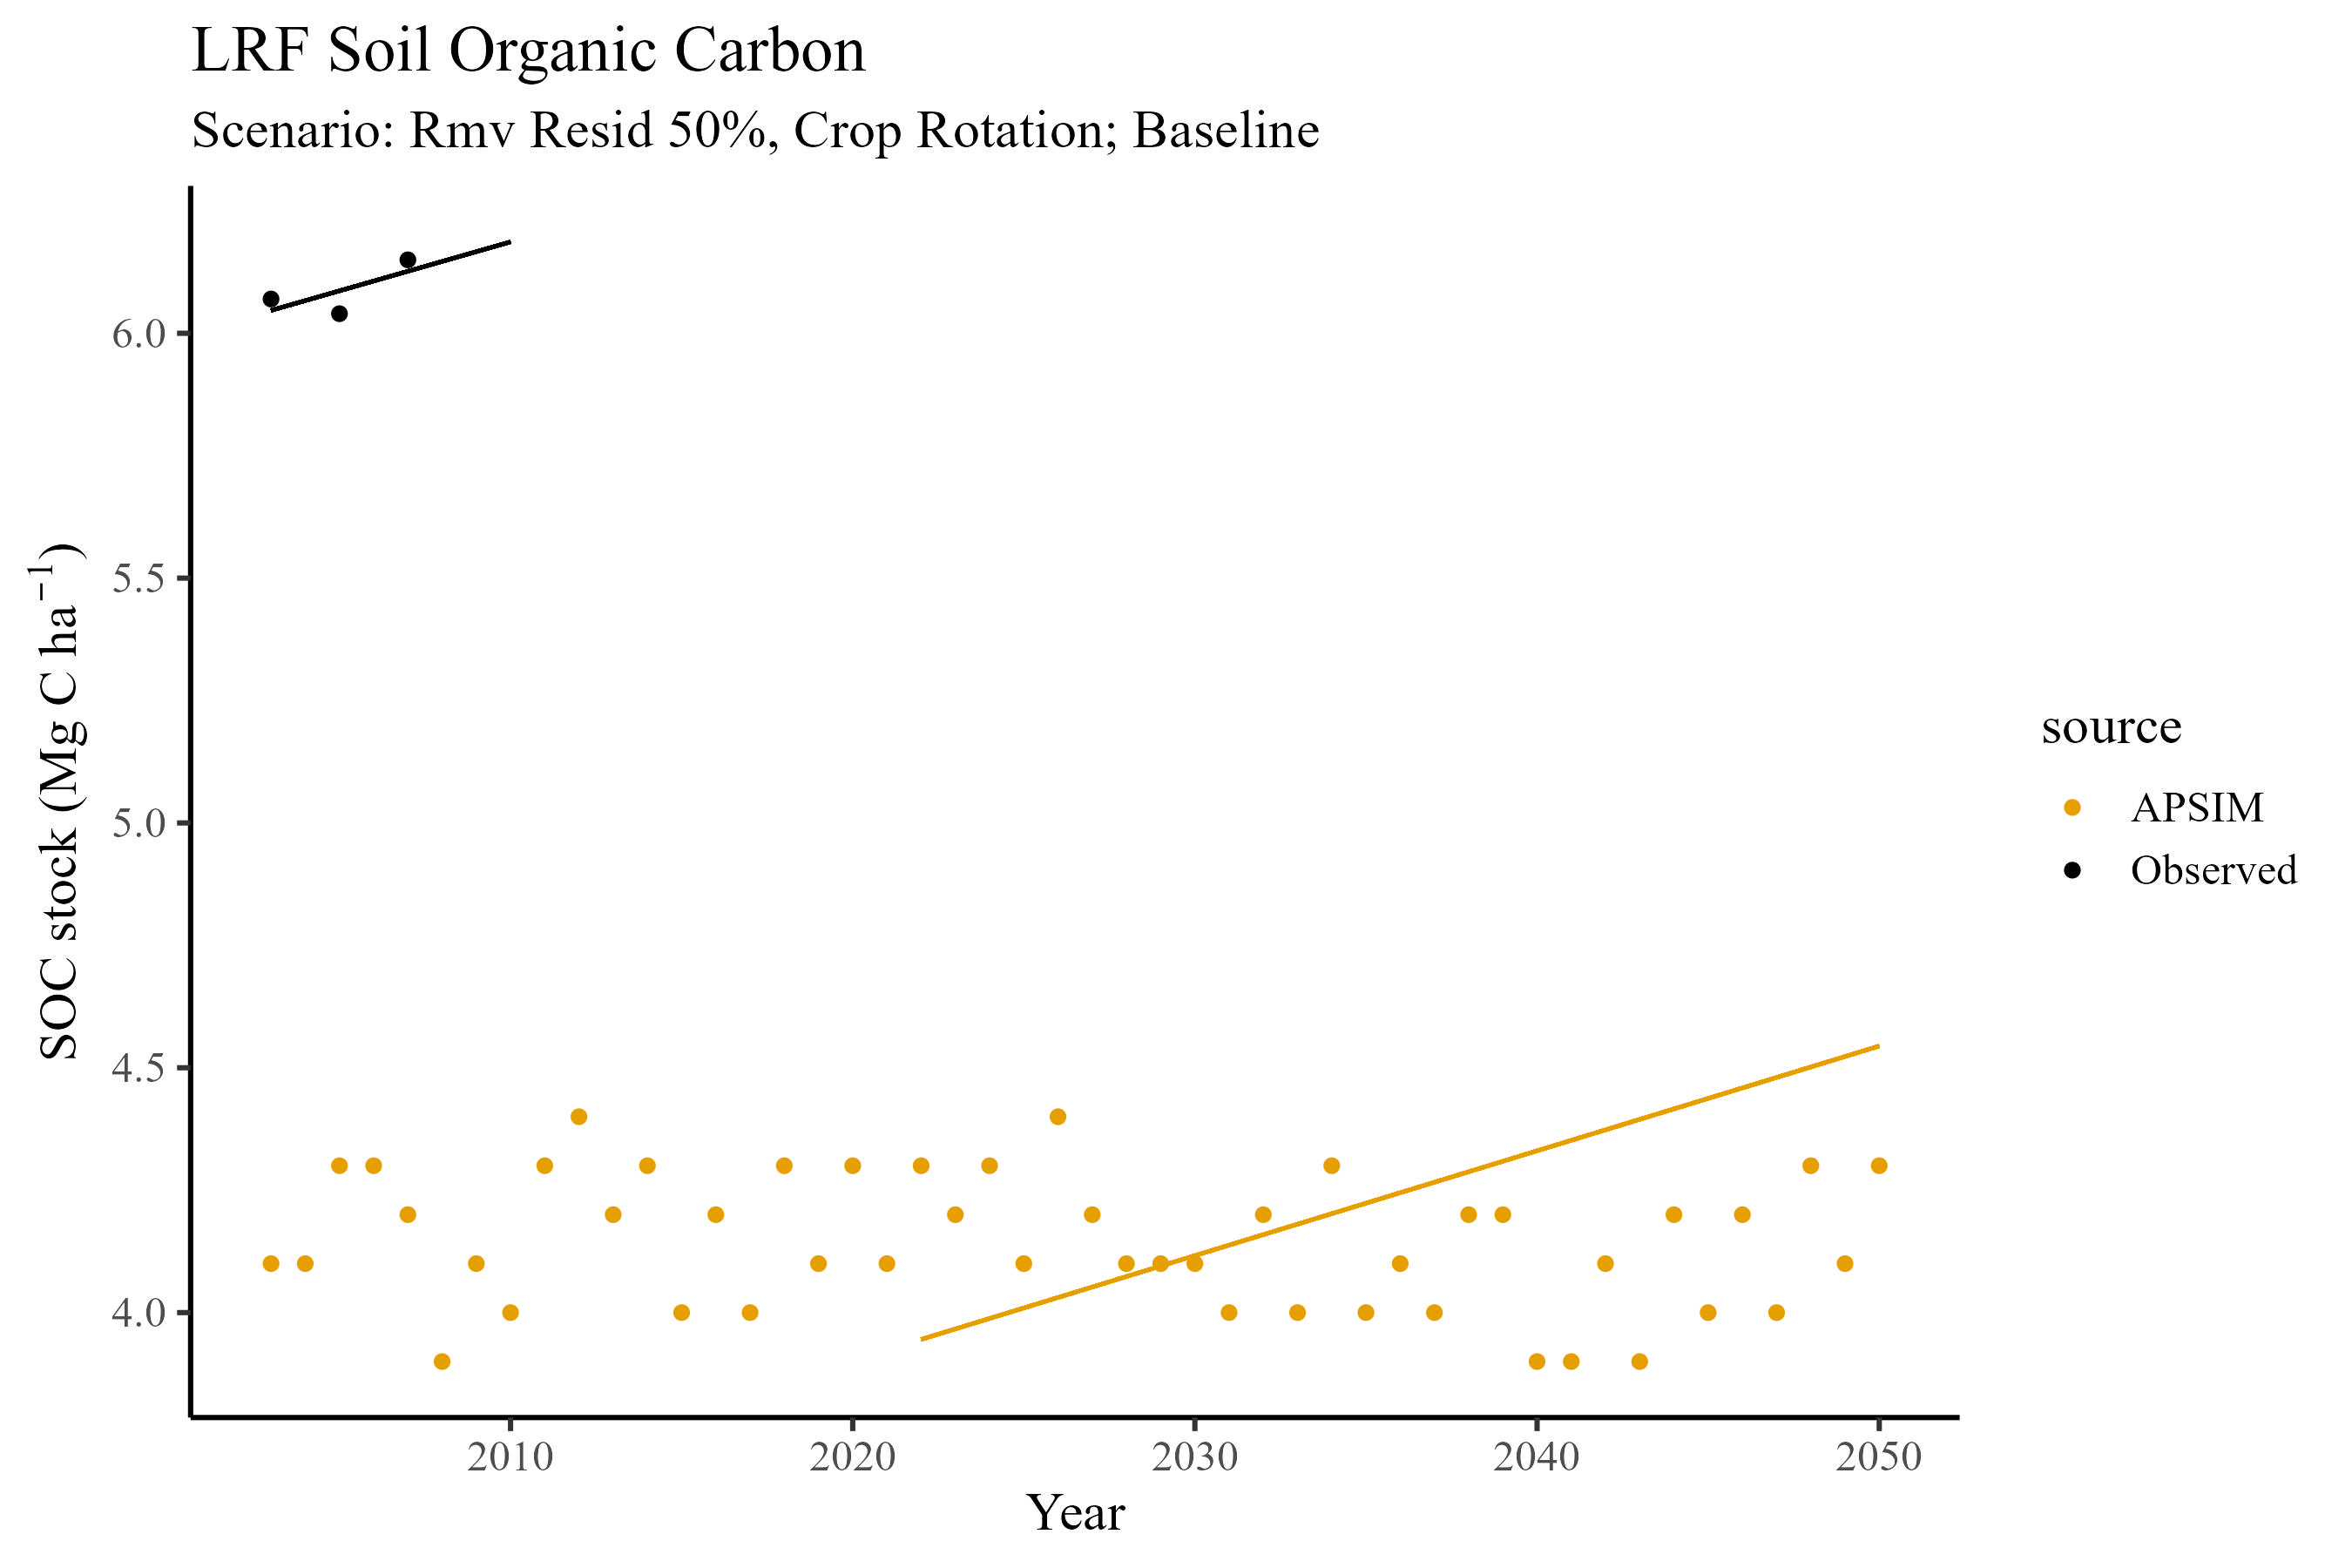 LRF Soil Organic Carbon
Scenario: Rmv Resid 50%, Crop Rotation; Baseline
SOC stock (Mg C ha⁻¹)
6.0
5.5
5.0
4.5
4.0
2010 2020 2030 2040 2050
Year
source
APSIM
Observed